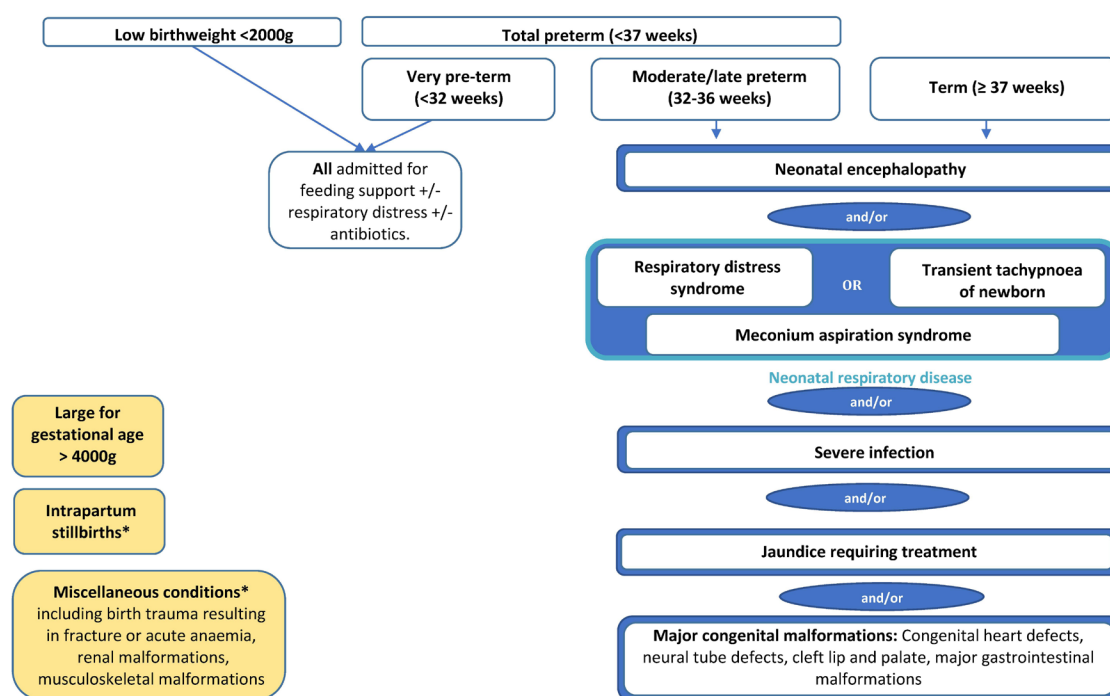 Low birthweight <2000g
Total preterm (<37 weeks)
Very pre-term
(<32 weeks)
Moderate/late preterm
(32-36 weeks)
Term (≥ 37 weeks)
All admitted for
feeding support +/-
respiratory distress +/-
antibiotics.
Neonatal encephalopathy
and/or
Respiratory distress
syndrome
OR
Transient tachypnoea
of newborn
Meconium aspiration syndrome
Neonatal respiratory disease
and/or
Severe infection
and/or
Jaundice requiring treatment
and/or
Major congenital malformations: Congenital heart defects,
neural tube defects, cleft lip and palate, major gastrointestinal
malformations
Large for
gestational age
> 4000g
Intrapartum
stillbirths*
Miscellaneous conditions*
including birth trauma resulting
in fracture or acute anaemia,
renal malformations,
musculoskeletal malformations